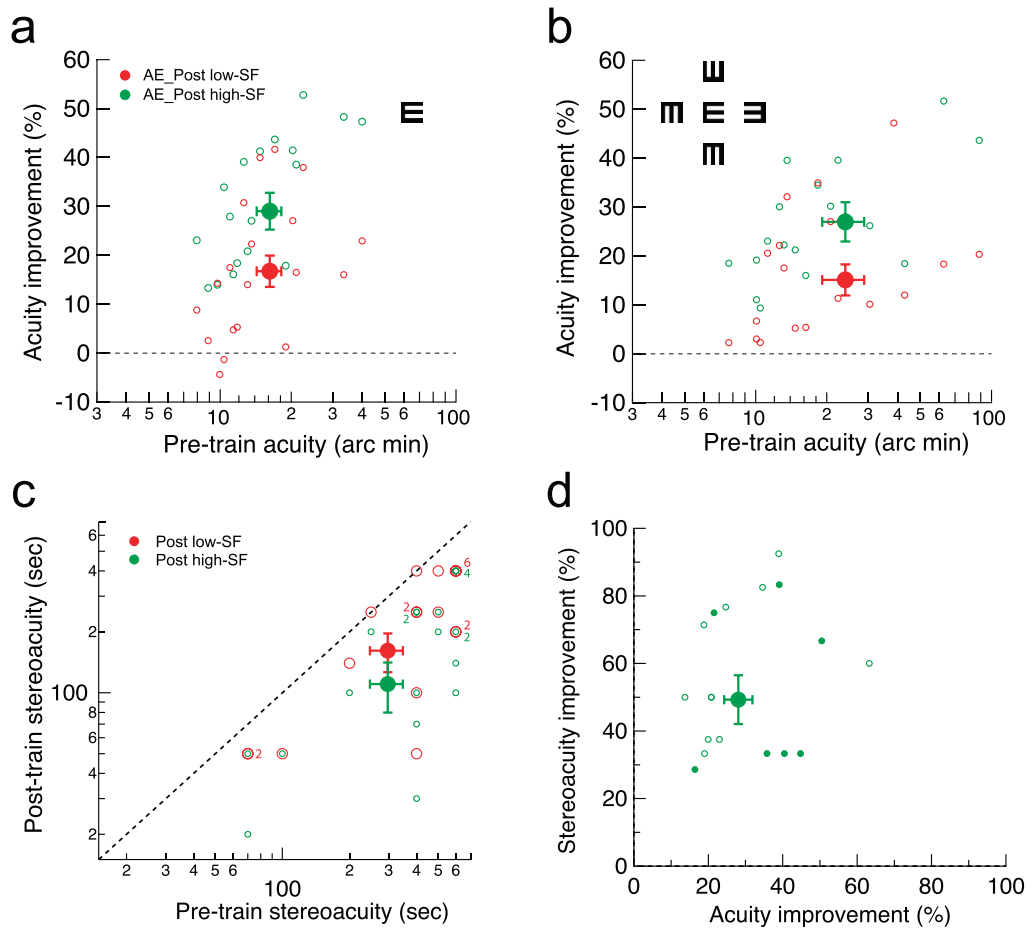 a
Acuity improvement (%)
60
50
40
30
20
10
0
-10
AE_Post low-SF
AE_Post high-SF
E
3 4 5 6 10 2 3 4 5 6 100
Pre-train acuity (arc min)
b
Acuity improvement (%)
60
50
40
30
20
10
0
-10
E
E E E
E
3 4 5 6 10 2 3 4 5 6 100
Pre-train acuity (arc min)
c
Post-train stereoacuity (sec)
6
4
2
100
8
6
4
2
Post low-SF
Post high-SF
6
4
2
2
2
2
2
2 3 4 5 6 100 2 3 4 5 6
Pre-train stereoacuity (sec)
d
Stereoacuity improvement (%)
100
80
60
40
20
0
0 20 40 60 80 100
Acuity improvement (%)